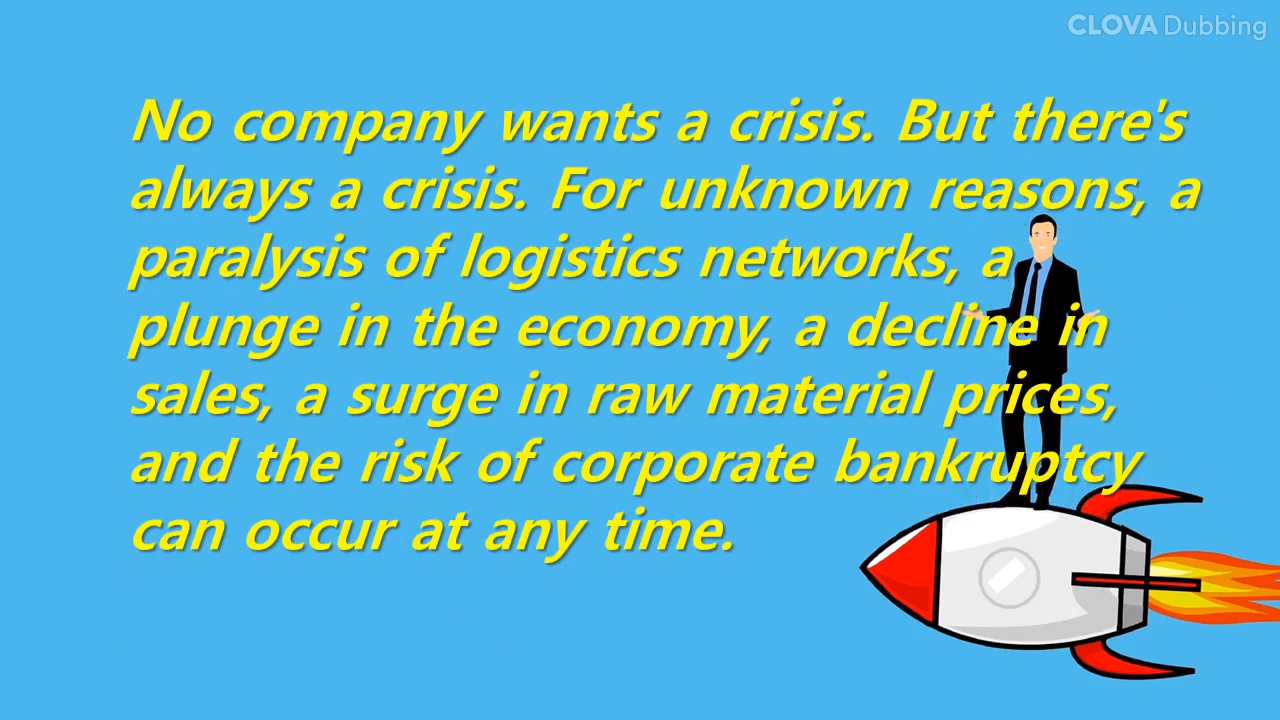 CLOVA Dubbing
No company wants a crisis. But there's
always a crisis. For unknown reasons, a
paralysis of logistics networks, a
plunge in the economy, a decline in
sales, a surge in raw material prices,
and the risk of corporate bankruptcy
can occur at any time.